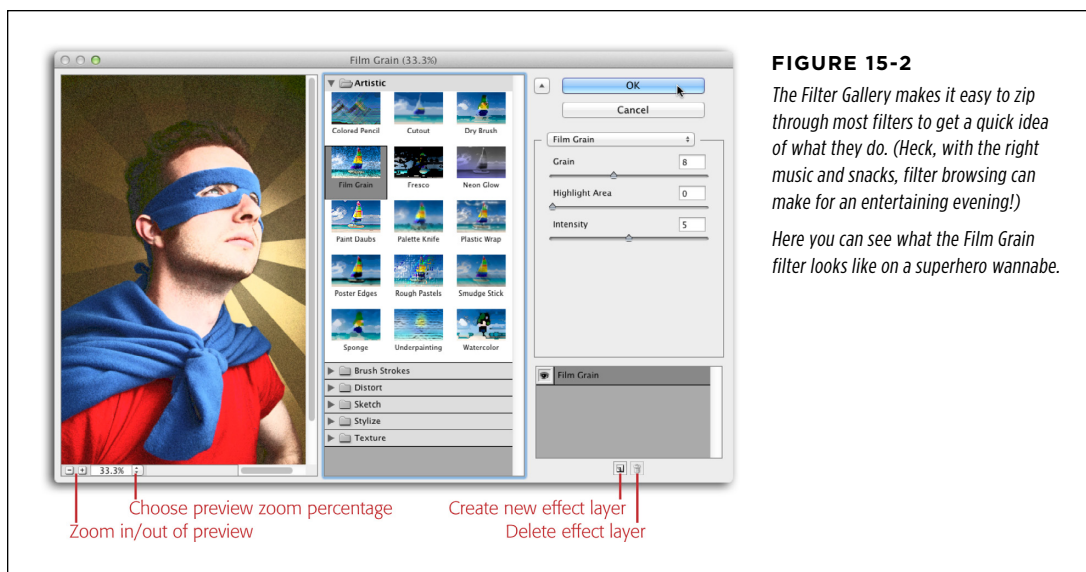 Film Grain (33.3%)
Artistic
Colored Pencil
Cutout
Dry Brush
Film Grain
Fresco
Neon Glow
Paint Daubs
Palette Knife
Plastic Wrap
Poster Edges
Rough Pastels
Smudge Stick
Sponge
Underpainting
Watercolor
Brush Strokes
Distort
Sketch
Stylize
Texture
33.3%
OK
Cancel
Film Grain
Grain 8
Highlight Area 0
Intensity 5
Film Grain
Choose preview zoom percentage
Zoom in/out of preview
Create new effect layer
Delete effect layer
FIGURE 15-2
The Filter Gallery makes it easy to zip
through most filters to get a quick idea
of what they do. (Heck, with the right
music and snacks, filter browsing can
make for an entertaining evening!)
Here you can see what the Film Grain
filter looks like on a superhero wannabe.